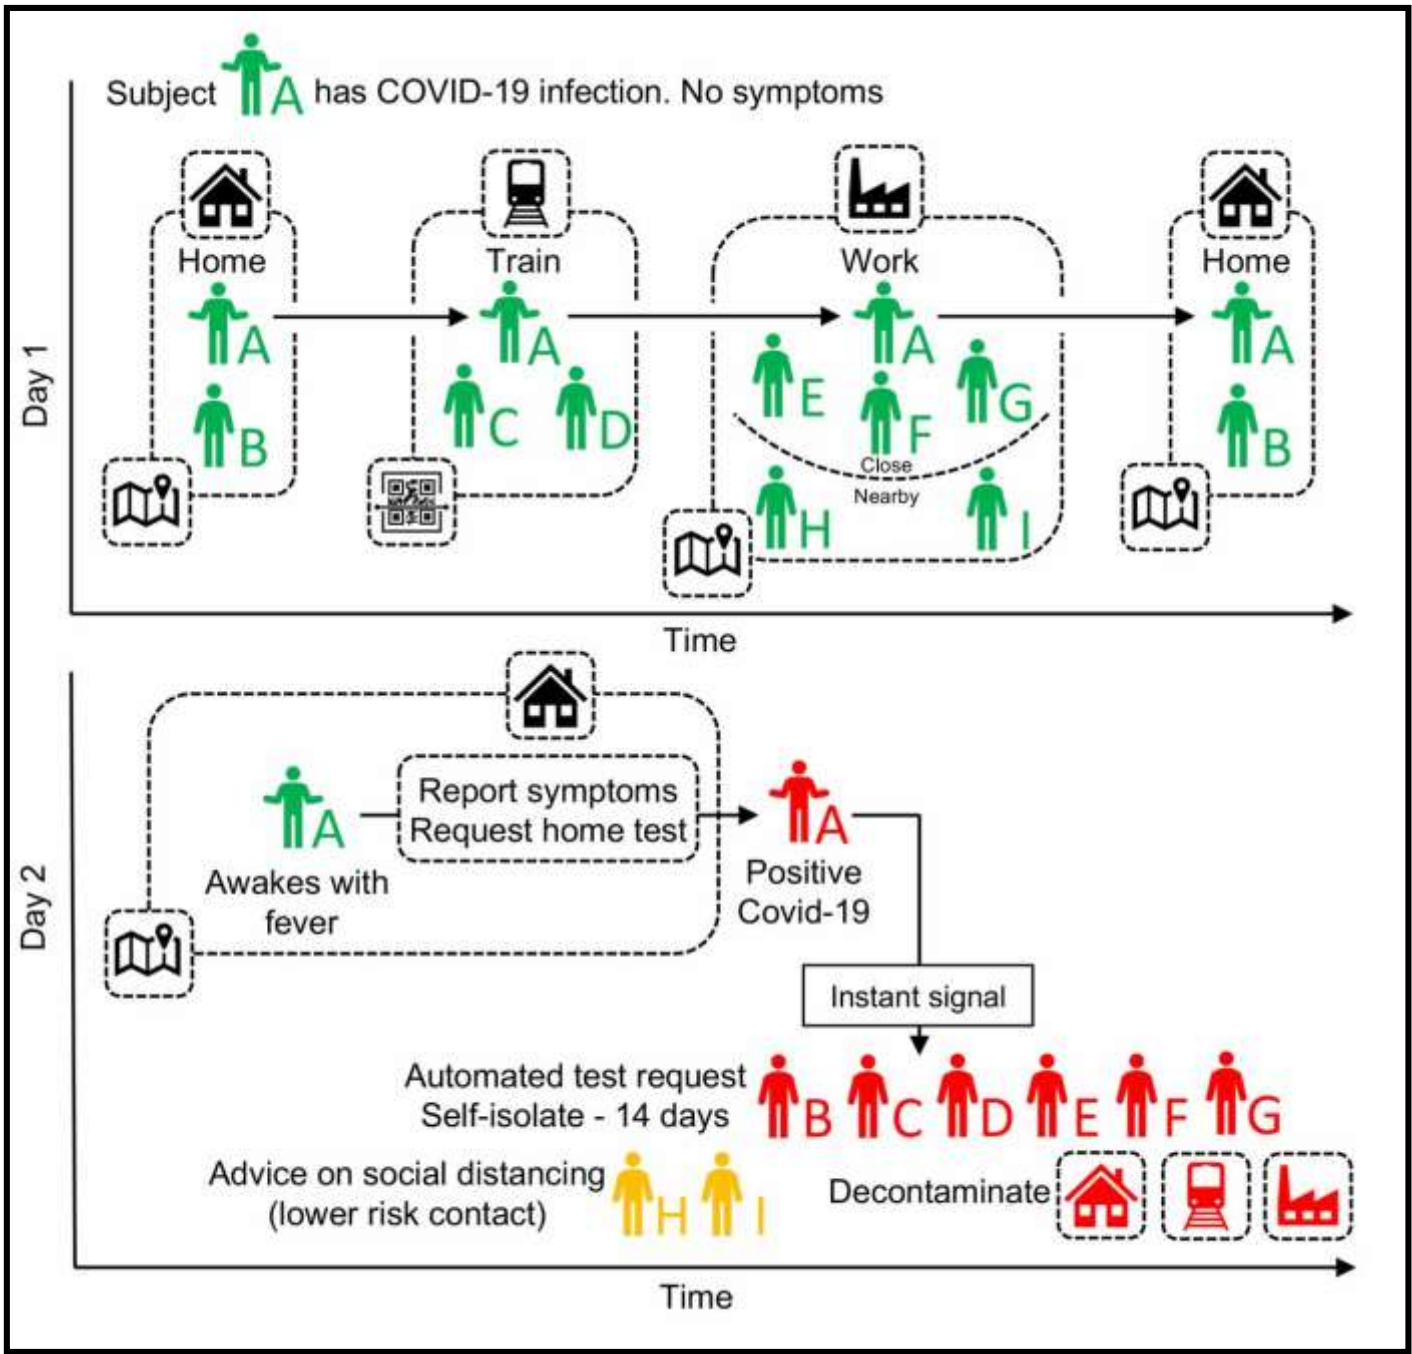 Subject A has COVID-19 infection. No symptoms
Day 1
Home
Train
Work
Home
A
A
A
A
B
C
D
E
F
G
B
Close
Nearby
H
I
Time
Day 2
A
Awakes with
fever
Report symptoms
Request home test
A
Positive
Covid-19
Instant signal
Automated test request
Self-isolate - 14 days
B C D E F G
Advice on social distancing
(lower risk contact)
H I
Decontaminate
Time